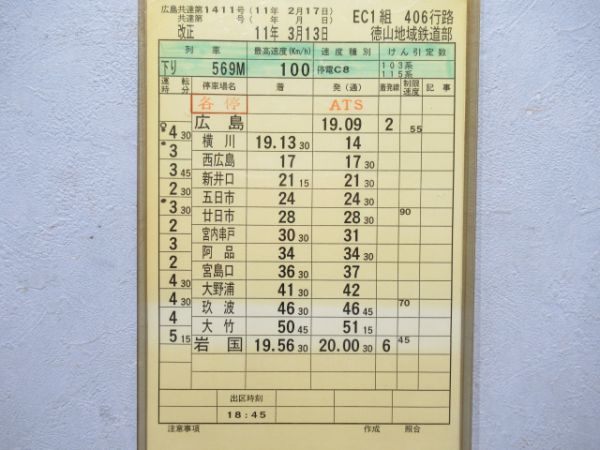 広島共達第1411号 (11年 2月17日)
共達第 号 ( 年 月 日) EC1組 406行路
改正 11年 3月13日 徳山地域鉄道部
列 車 最高速度(Km/h) 速 度 種 別 けん引定数
下り 569M 100 停電C8 103系
115系
運転 時分 停車場名 着 発(通) 着発線 制限速度 記 事
各停 ATS
広 島 19.09 2 55
4 30 横 川 19.13 30 14
3 西広島 17 17 30
3 45 新井口 21 15 21 30
2 30 五日市 24 24 30
3 30 廿日市 28 28 30 90
2 宮内串戸 30 30 31
3 阿 品 34 34 30
2 宮島口 36 30 37
4 30 大野浦 41 30 42
4 30 玖 波 46 30 46 45 70
4 大 竹 50 45 51 15
5 15 岩 国 19.56 30 20.00 30 6 45
出区時刻
18:45
注意事項 作成 照合